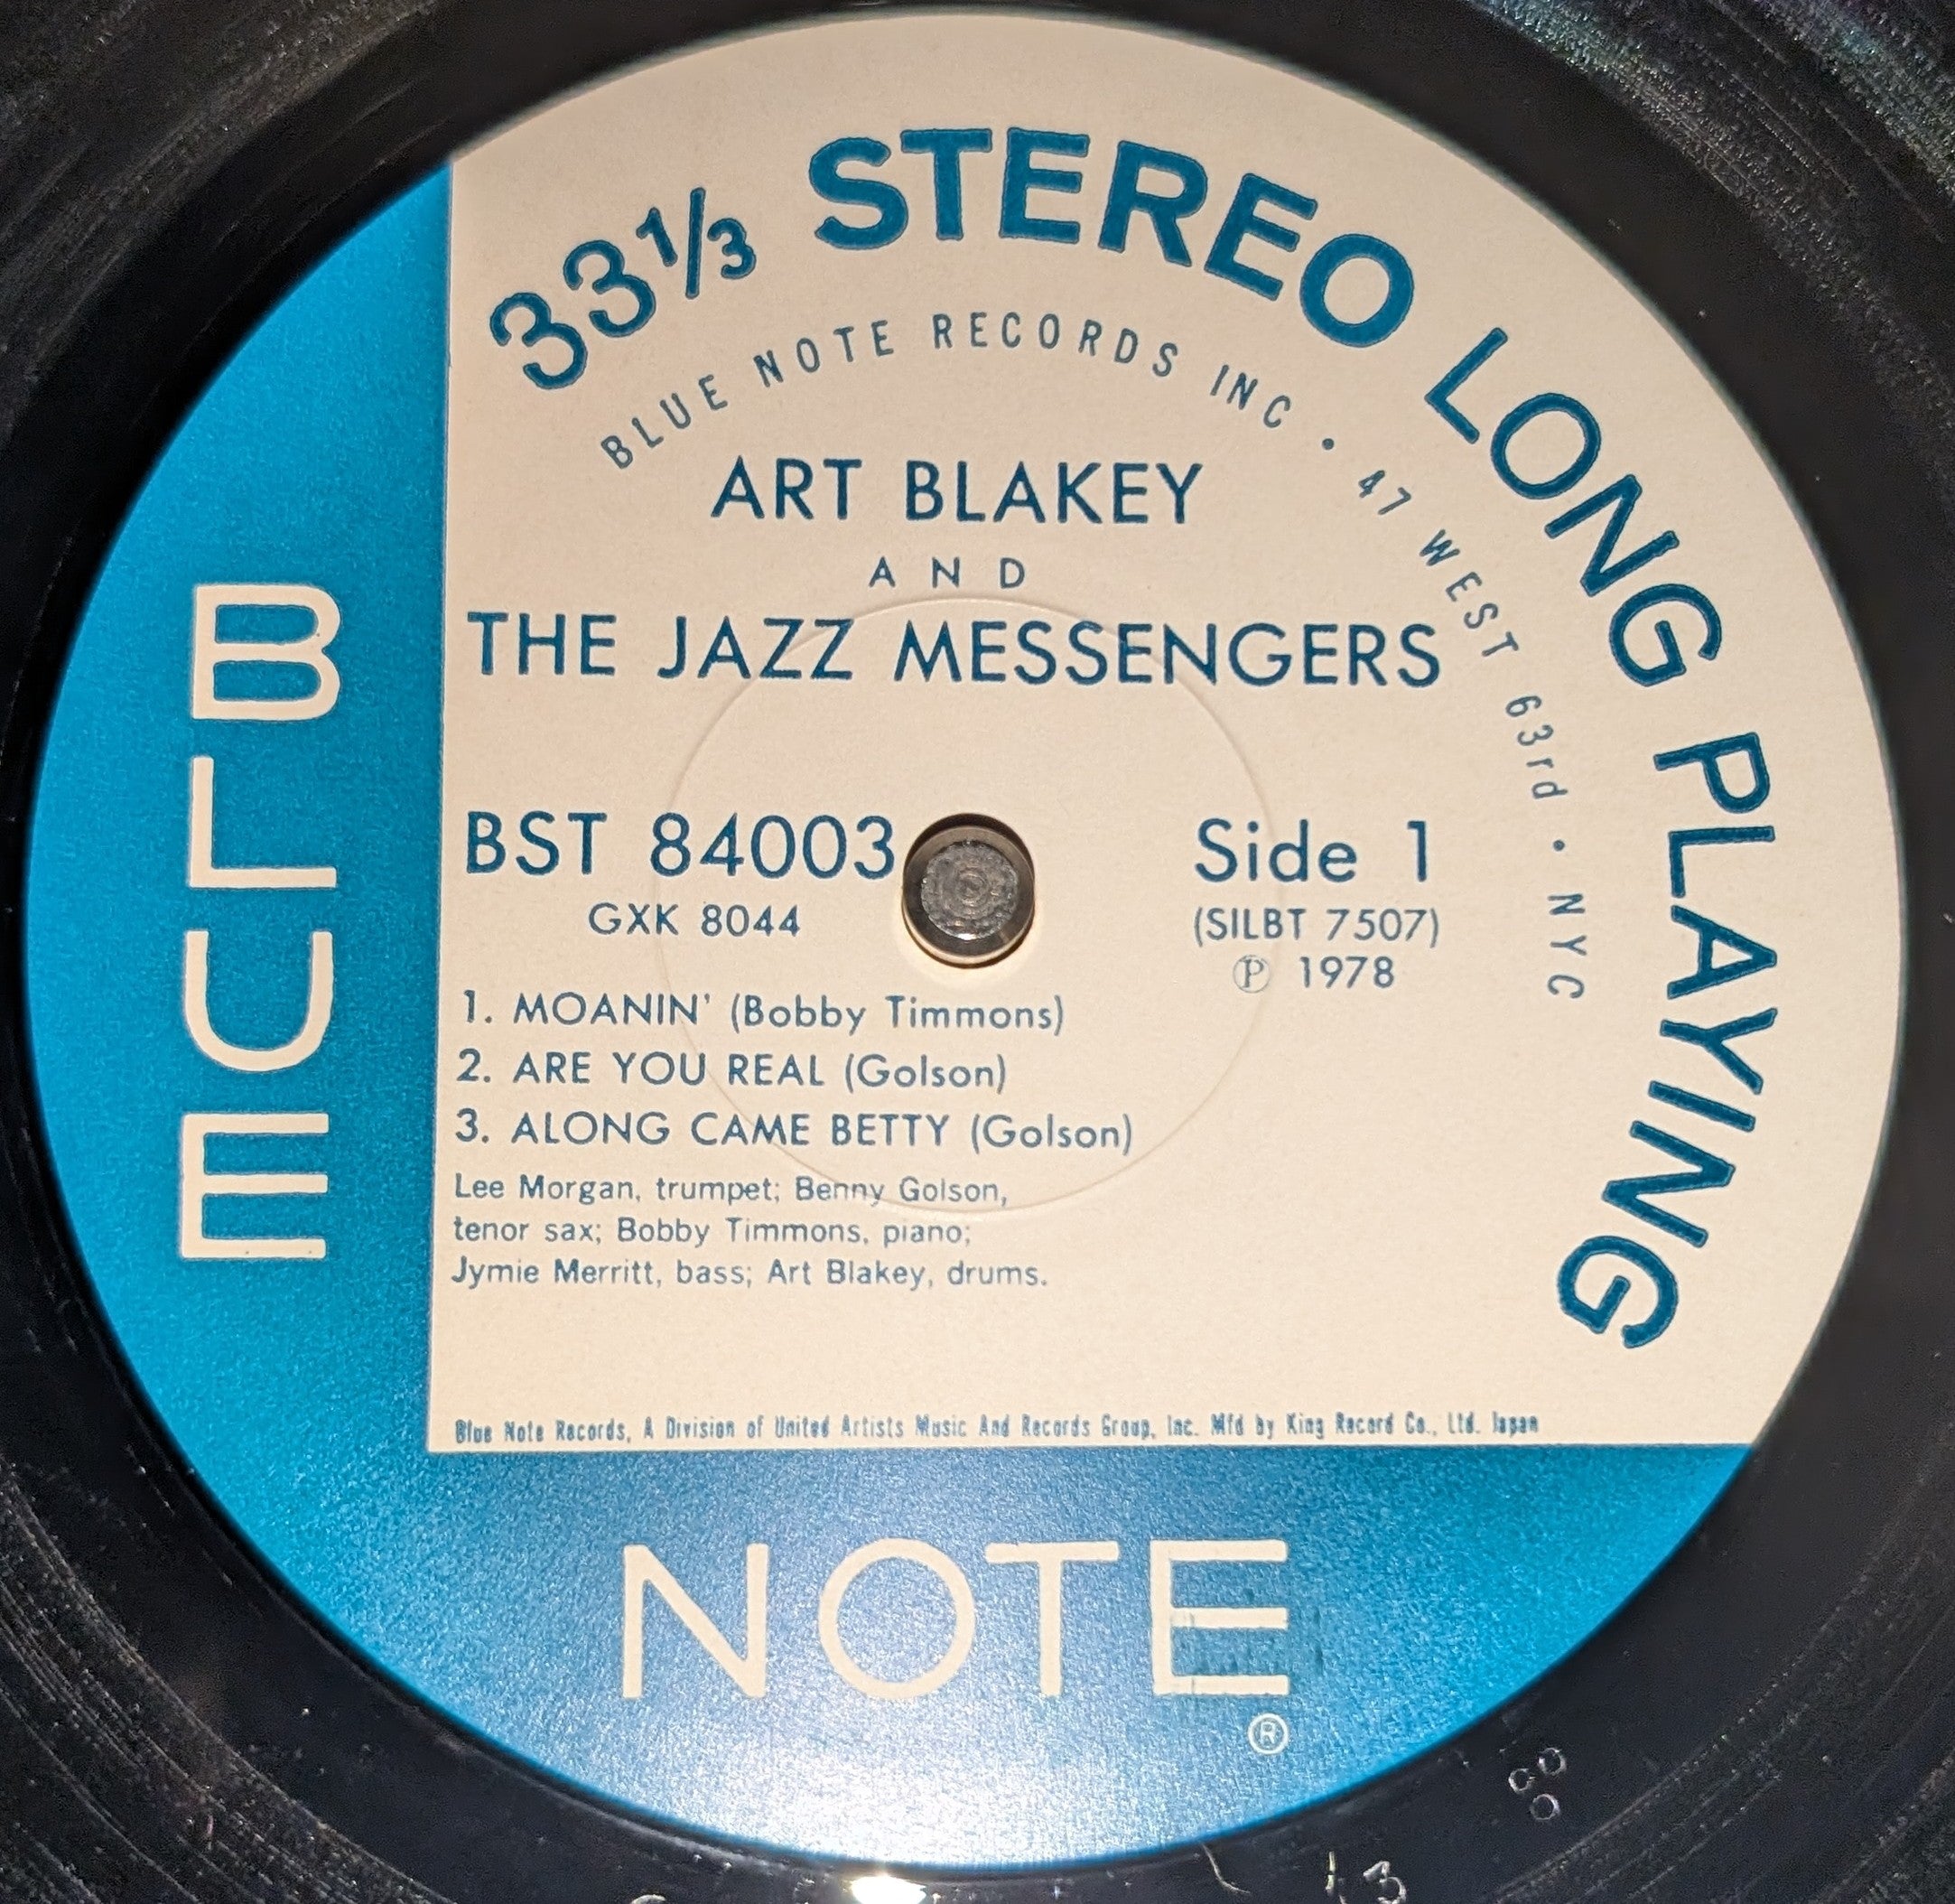 33⅓ STEREO LONG PLAYING
BLUE NOTE RECORDS INC • 47 WEST 63rd • NYC
ART BLAKEY
AND
THE JAZZ MESSENGERS
BST 84003
GXK 8044
Side 1
(SILBT 7507)
℗ 1978
1. MOANIN' (Bobby Timmons)
2. ARE YOU REAL (Golson)
3. ALONG CAME BETTY (Golson)
Lee Morgan, trumpet; Benny Golson,
tenor sax; Bobby Timmons, piano;
Jymie Merritt, bass; Art Blakey, drums.
Blue Note Records, A Division of United Artists Music And Records Group, Inc. Mfd by King Record Co., Ltd. Japan
BLUE
NOTE
®